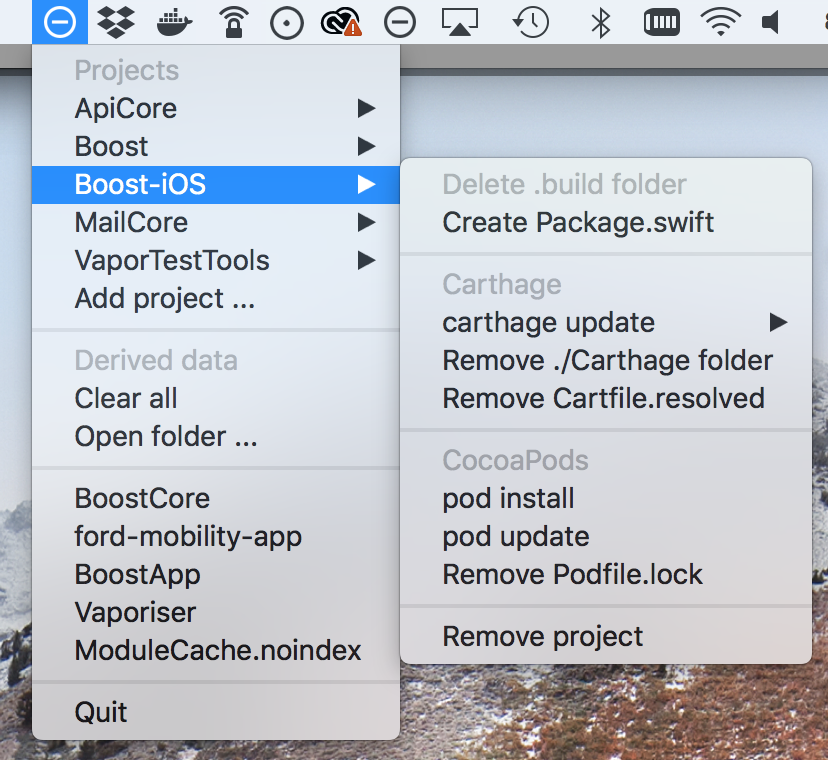 Projects
ApiCore
Boost
Boost-iOS
MailCore
VaporTestTools
Add project ...
Derived data
Clear all
Open folder ...
BoostCore
ford-mobility-app
BoostApp
Vaporiser
ModuleCache.noindex
Quit
Delete .build folder
Create Package.swift
Carthage
carthage update
Remove ./Carthage folder
Remove Cartfile.resolved
CocoaPods
pod install
pod update
Remove Podfile.lock
Remove project